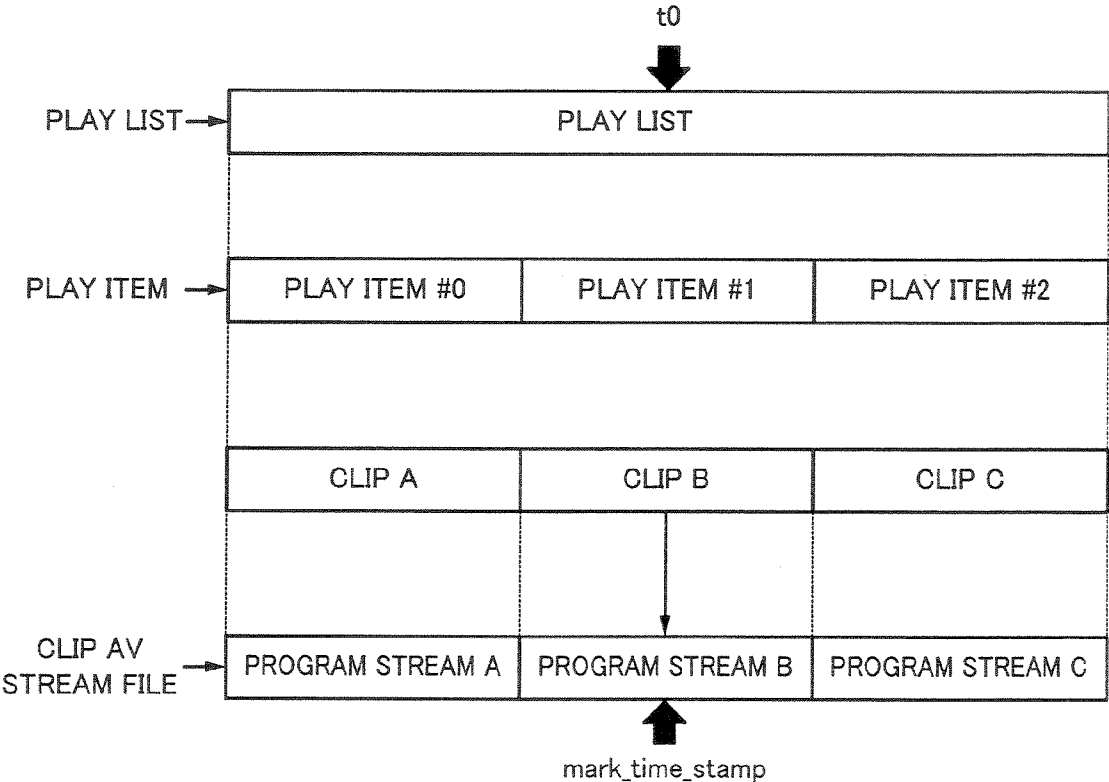 t0
PLAY LIST
PLAY LIST
PLAY ITEM
PLAY ITEM #0
PLAY ITEM #1
PLAY ITEM #2
CLIP A
CLIP B
CLIP C
CLIP AV
STREAM FILE
PROGRAM STREAM A
PROGRAM STREAM B
PROGRAM STREAM C
mark_time_stamp